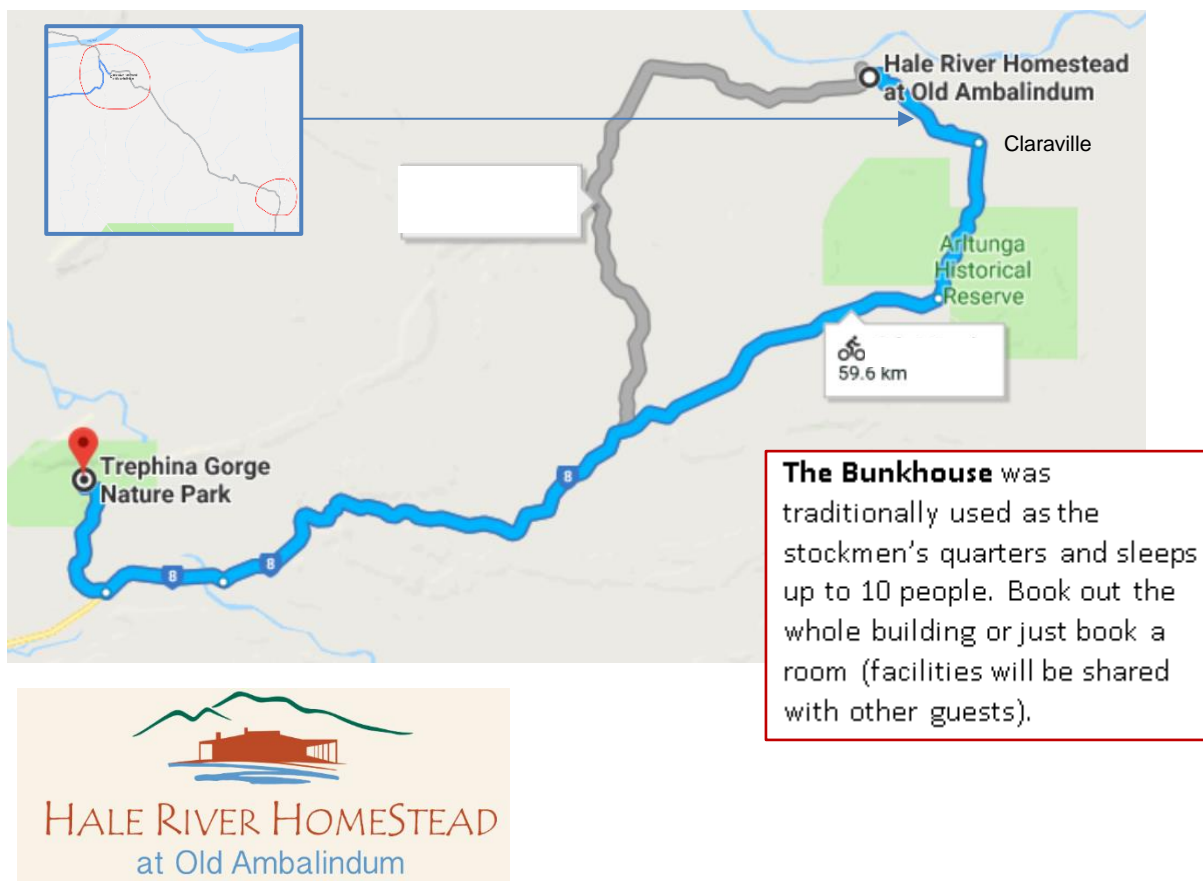 Hale River Homestead
at Old Ambalindum
Claraville
Arltunga
Historical
Reserve
59.6 km
8
Trephina Gorge
Nature Park
8
8
The Bunkhouse was
traditionally used as the
stockmen's quarters and sleeps
up to 10 people. Book out the
whole building or just book a
room (facilities will be shared
with other guests).
HALE RIVER HOMESTEAD
at Old Ambalindum